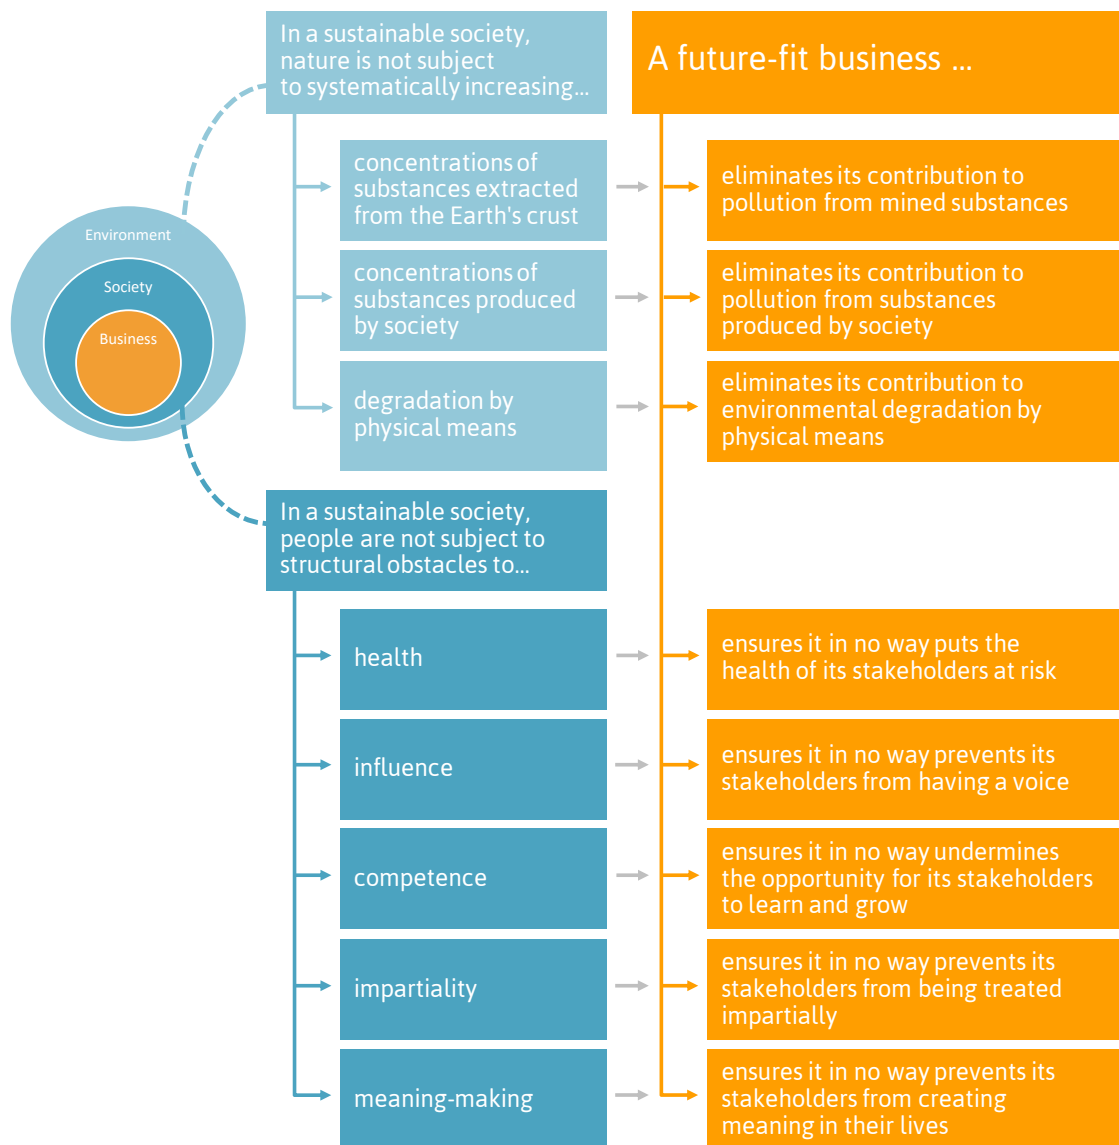 In a sustainable society,
nature is not subject
to systematically increasing...
A future-fit business ...
concentrations of
substances extracted
from the Earth's crust
eliminates its contribution to
pollution from mined substances
Environment
Society
Business
concentrations of
substances produced
by society
eliminates its contribution to
pollution from substances
produced by society
degradation by
physical means
eliminates its contribution to
environmental degradation by
physical means
In a sustainable society,
people are not subject to
structural obstacles to...
health
ensures it in no way puts the
health of its stakeholders at risk
influence
ensures it in no way prevents its
stakeholders from having a voice
competence
ensures it in no way undermines
the opportunity for its stakeholders
to learn and grow
impartiality
ensures it in no way prevents its
stakeholders from being treated
impartially
meaning-making
ensures it in no way prevents its
stakeholders from creating
meaning in their lives